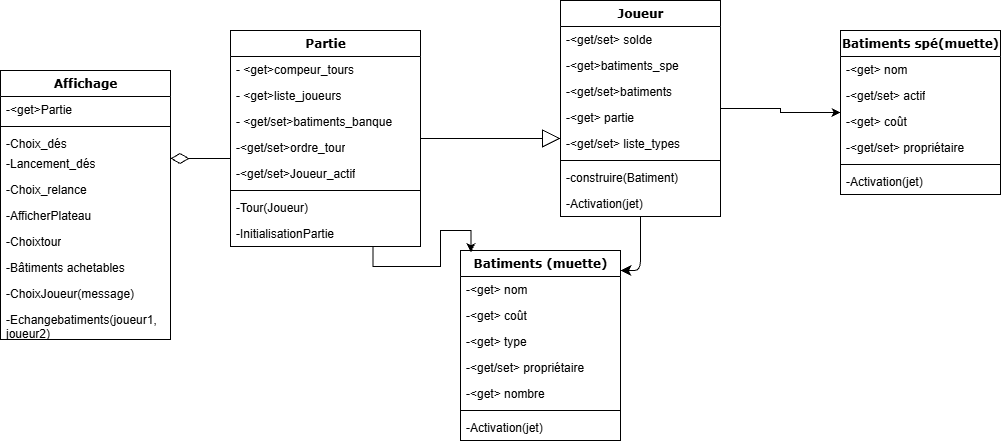 Affichage
-<get>Partie
-Choix_dés
-Lancement_dés
-Choix_relance
-AfficherPlateau
-Choixtour
-Bâtiments achetables
-ChoixJoueur(message)
-Echangebatiments(joueur1,
joueur2)
Partie
- <get>compeur_tours
- <get>liste_joueurs
- <get/set>batiments_banque
-<get/set>ordre_tour
-<get/set>Joueur_actif
-Tour(Joueur)
-InitialisationPartie
Joueur
-<get/set> solde
-<get>batiments_spe
-<get/set>batiments
-<get> partie
-<get/set> liste_types
-construire(Batiment)
-Activation(jet)
Batiments spé(muette)
-<get> nom
-<get/set> actif
-<get> coût
-<get/set> propriétaire
-Activation(jet)
Batiments (muette)
-<get> nom
-<get> coût
-<get> type
-<get/set> propriétaire
-<get> nombre
-Activation(jet)